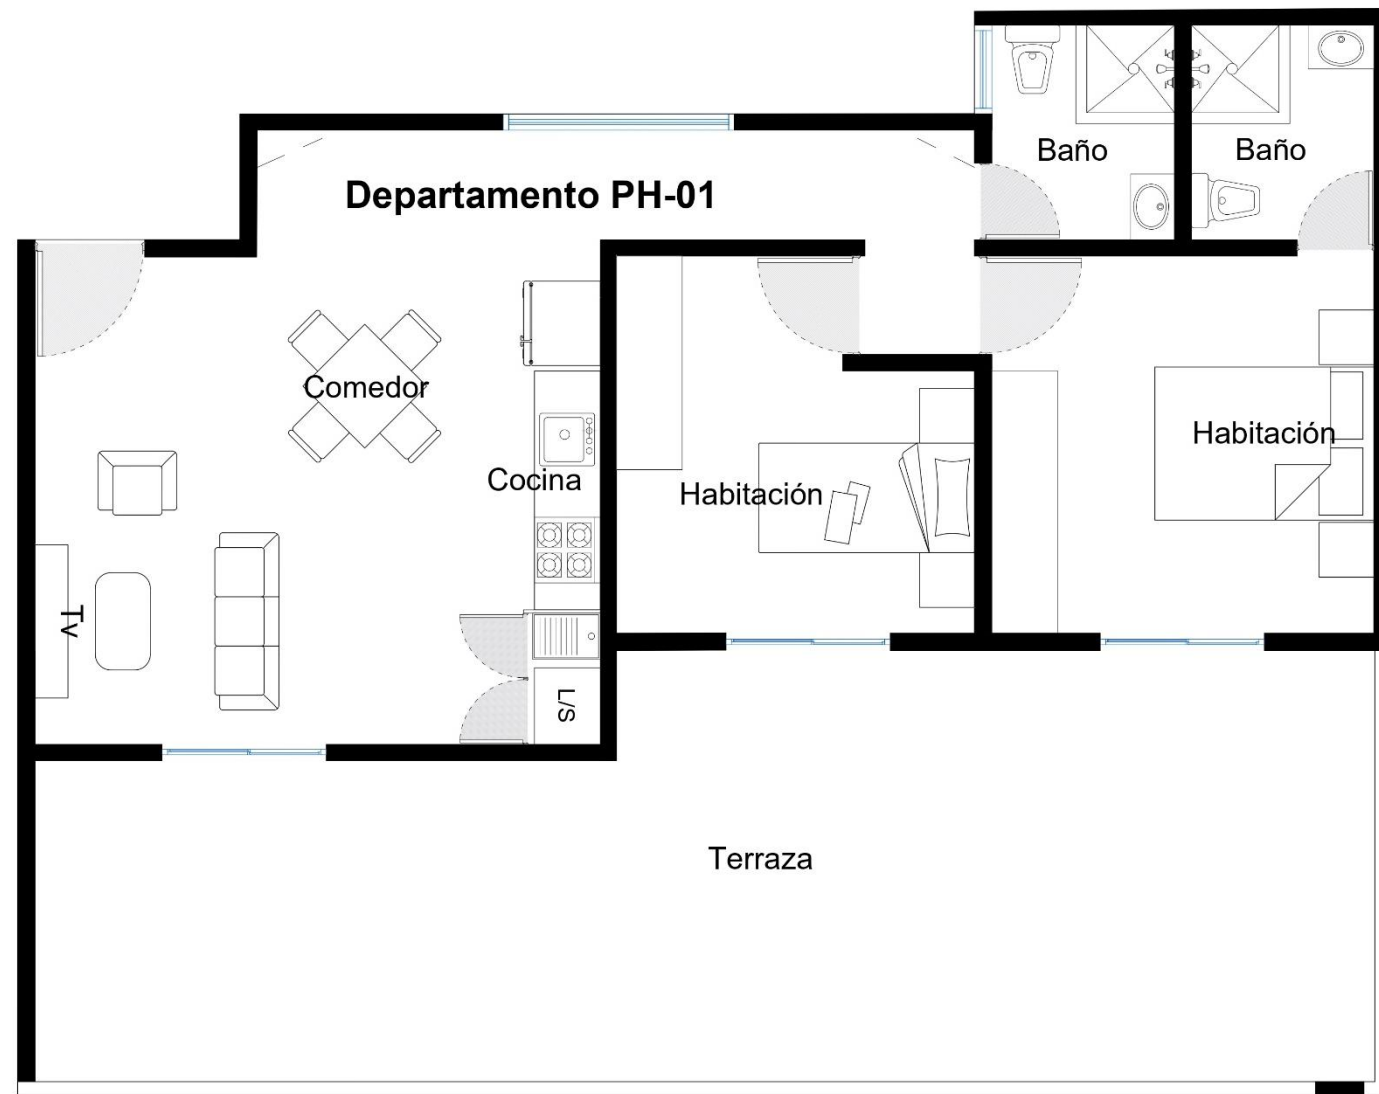 Baño
Baño
Departamento PH-01
Comedor
Habitación
Cocina
Habitación
Tv
L/S
Terraza